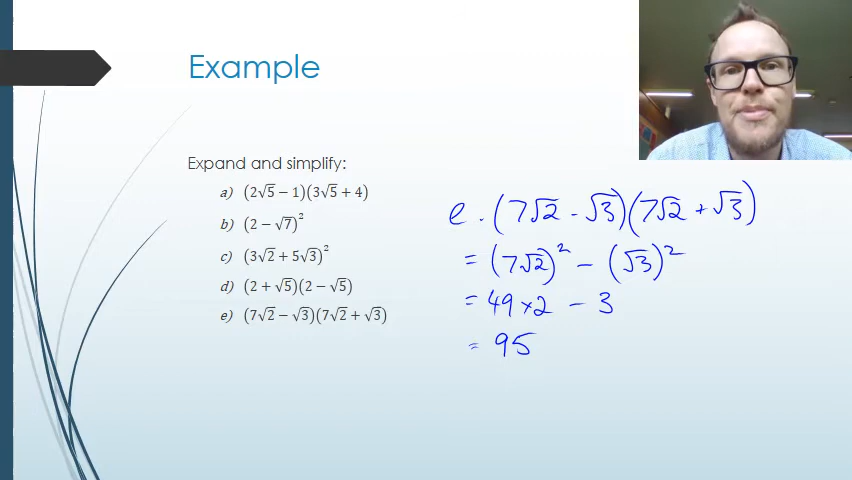 Example
Expand and simplify:
a) (2√5 − 1)(3√5 + 4)
b) (2 − √7)²
c) (3√2 + 5√3)²
d) (2 + √5)(2 − √5)
e) (7√2 − √3)(7√2 + √3)
e. (7√2 - √3)(7√2 + √3)
= (7√2)² - (√3)²
= 49×2 - 3
= 95